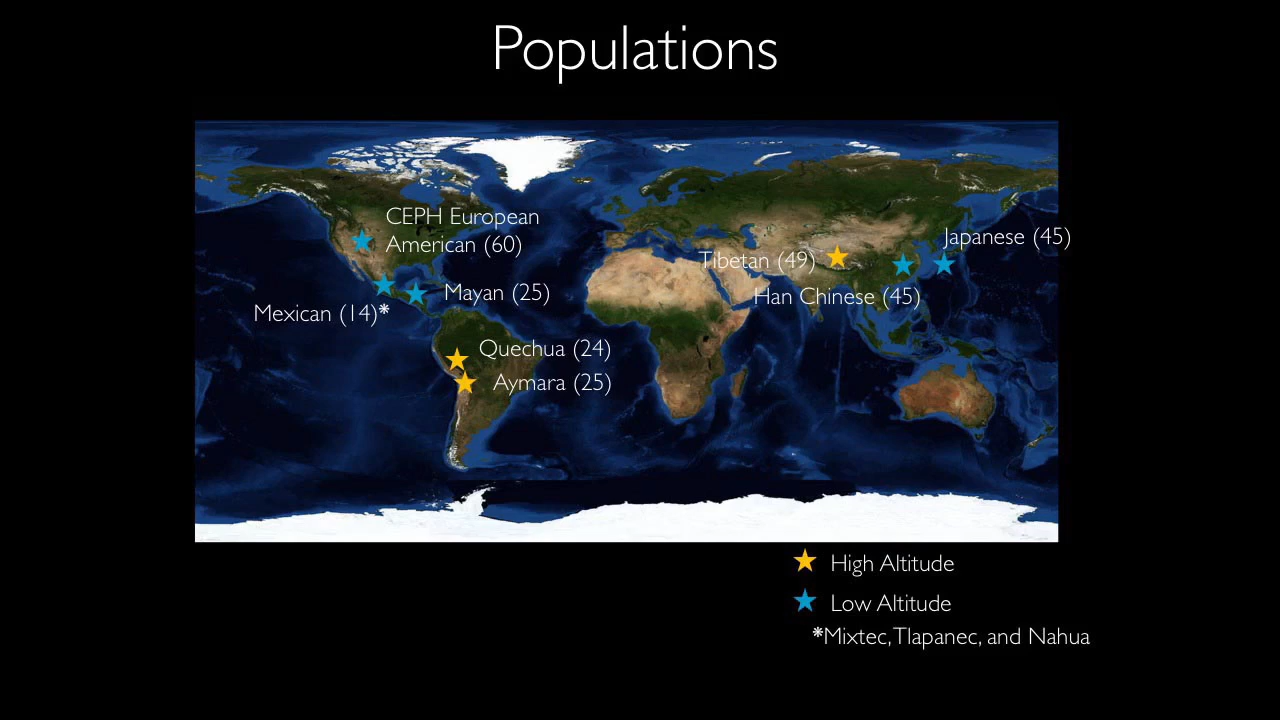 Populations
CEPH European
American (60)
Japanese (45)
Tibetan (49)
Mayan (25)
Han Chinese (45)
Mexican (14)*
Quechua (24)
Aymara (25)
High Altitude
Low Altitude
*Mixtec, Tlapanec, and Nahua